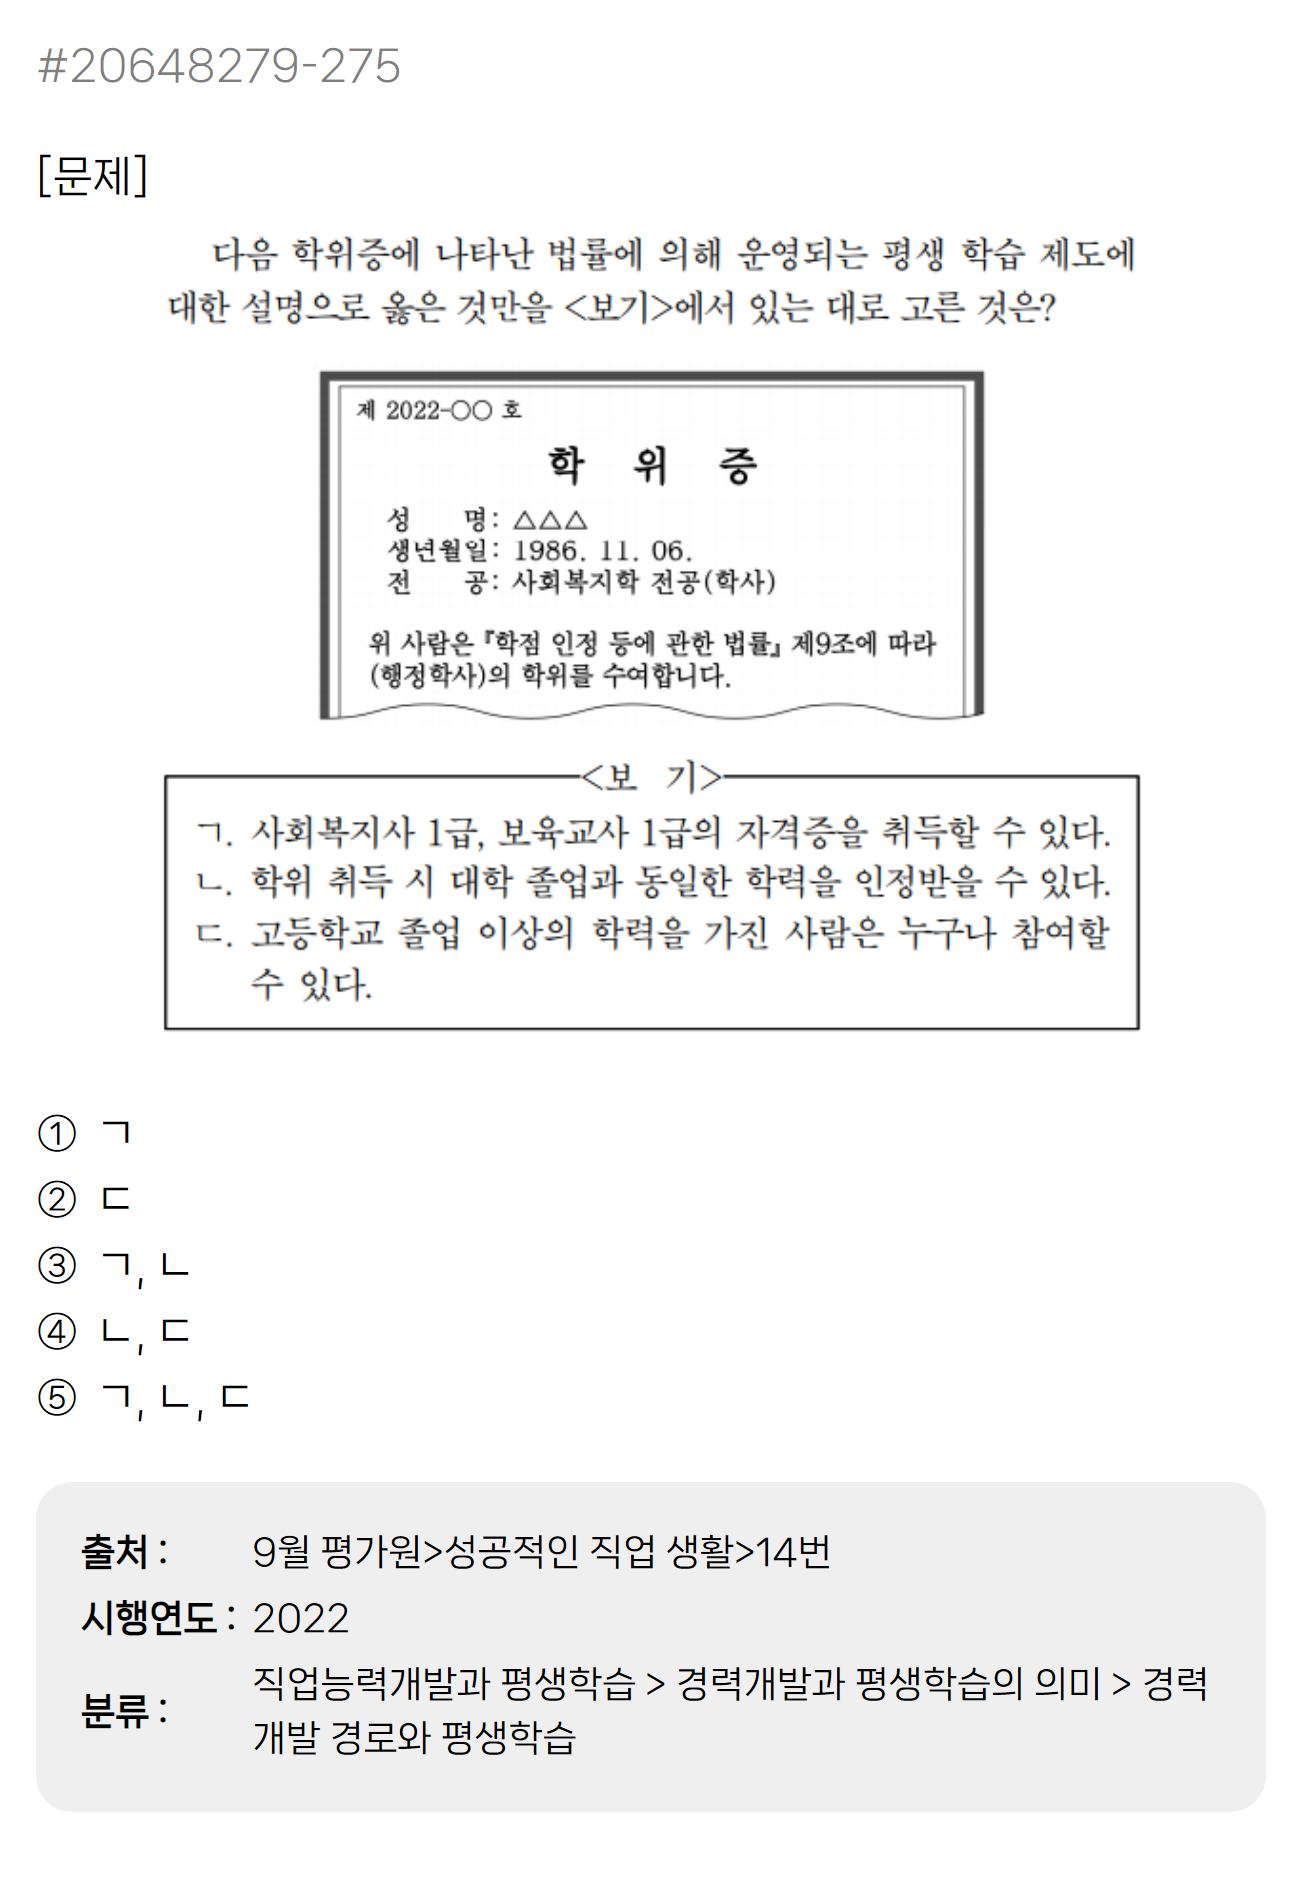 #20648279-275
[문제]
다음 학위증에 나타난 법률에 의해 운영되는 평생 학습 제도에
대한 설명으로 옳은 것만을 <보기>에서 있는 대로 고른 것은?
제 2022-○○ 호
학 위 증
성 명: △△△
생년월일: 1986. 11. 06.
전 공: 사회복지학 전공(학사)
위 사람은 『학점 인정 등에 관한 법률』 제9조에 따라
(행정학사)의 학위를 수여합니다.
<보 기>
ㄱ. 사회복지사 1급, 보육교사 1급의 자격증을 취득할 수 있다.
ㄴ. 학위 취득 시 대학 졸업과 동일한 학력을 인정받을 수 있다.
ㄷ. 고등학교 졸업 이상의 학력을 가진 사람은 누구나 참여할
수 있다.
① ㄱ
② ㄷ
③ ㄱ, ㄴ
④ ㄴ, ㄷ
⑤ ㄱ, ㄴ, ㄷ
출처 : 9월 평가원>성공적인 직업 생활>14번
시행연도 : 2022
분류 : 직업능력개발과 평생학습 > 경력개발과 평생학습의 의미 > 경력
개발 경로와 평생학습